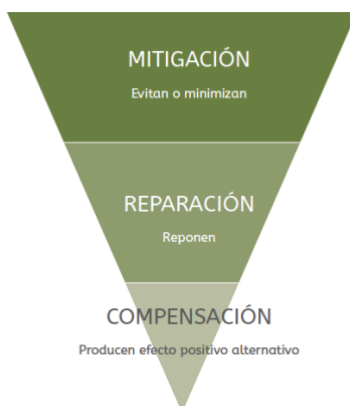 MITIGACIÓN
Evitan o minimizan
REPARACIÓN
Reponen
COMPENSACIÓN
Producen efecto positivo alternativo